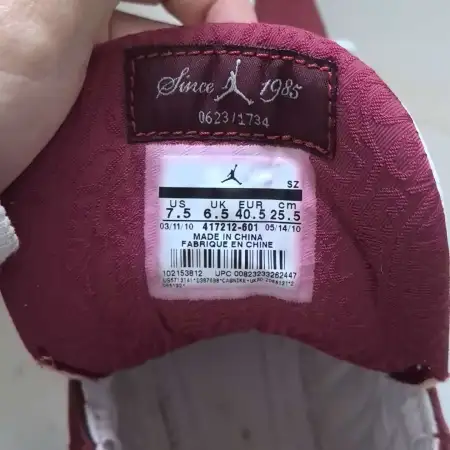 Since 1985
0623/1734
SZ
US UK EUR cm
7.5 6.5 40.5 25.5
03/11/10 417212-601 05/14/10
MADE IN CHINA
FABRIQUE EN CHINE
102153812 UPC 00823233262447